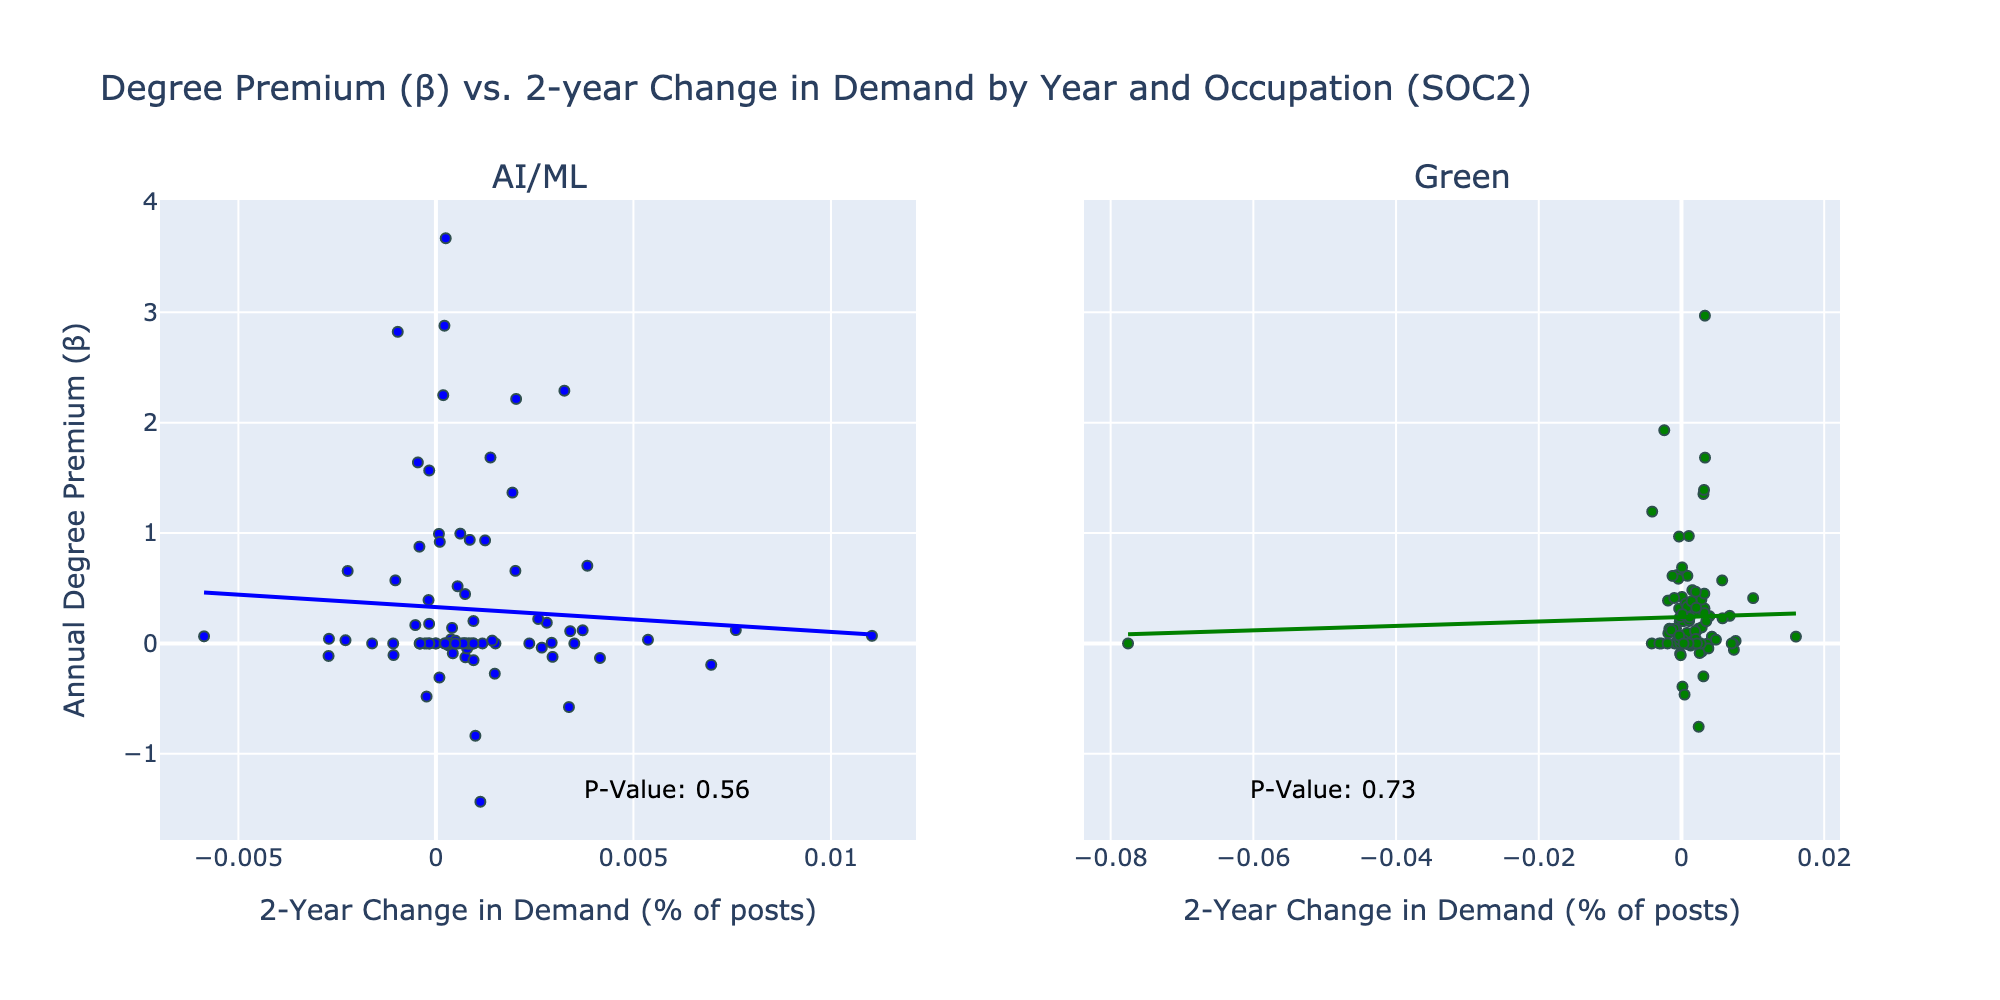 Degree Premium (β) vs. 2-year Change in Demand by Year and Occupation (SOC2)
AI/ML
Green
Annual Degree Premium (β)
4
3
2
1
0
−1
P-Value: 0.56
P-Value: 0.73
−0.005 0 0.005 0.01
−0.08 −0.06 −0.04 −0.02 0 0.02
2-Year Change in Demand (% of posts)
2-Year Change in Demand (% of posts)